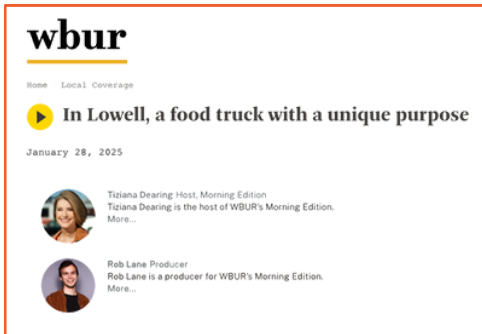 wbur
Home Local Coverage
In Lowell, a food truck with a unique purpose
January 28, 2025
Tiziana Dearing Host, Morning Edition
Tiziana Dearing is the host of WBUR's Morning Edition.
More...
Rob Lane Producer
Rob Lane is a producer for WBUR's Morning Edition.
More...